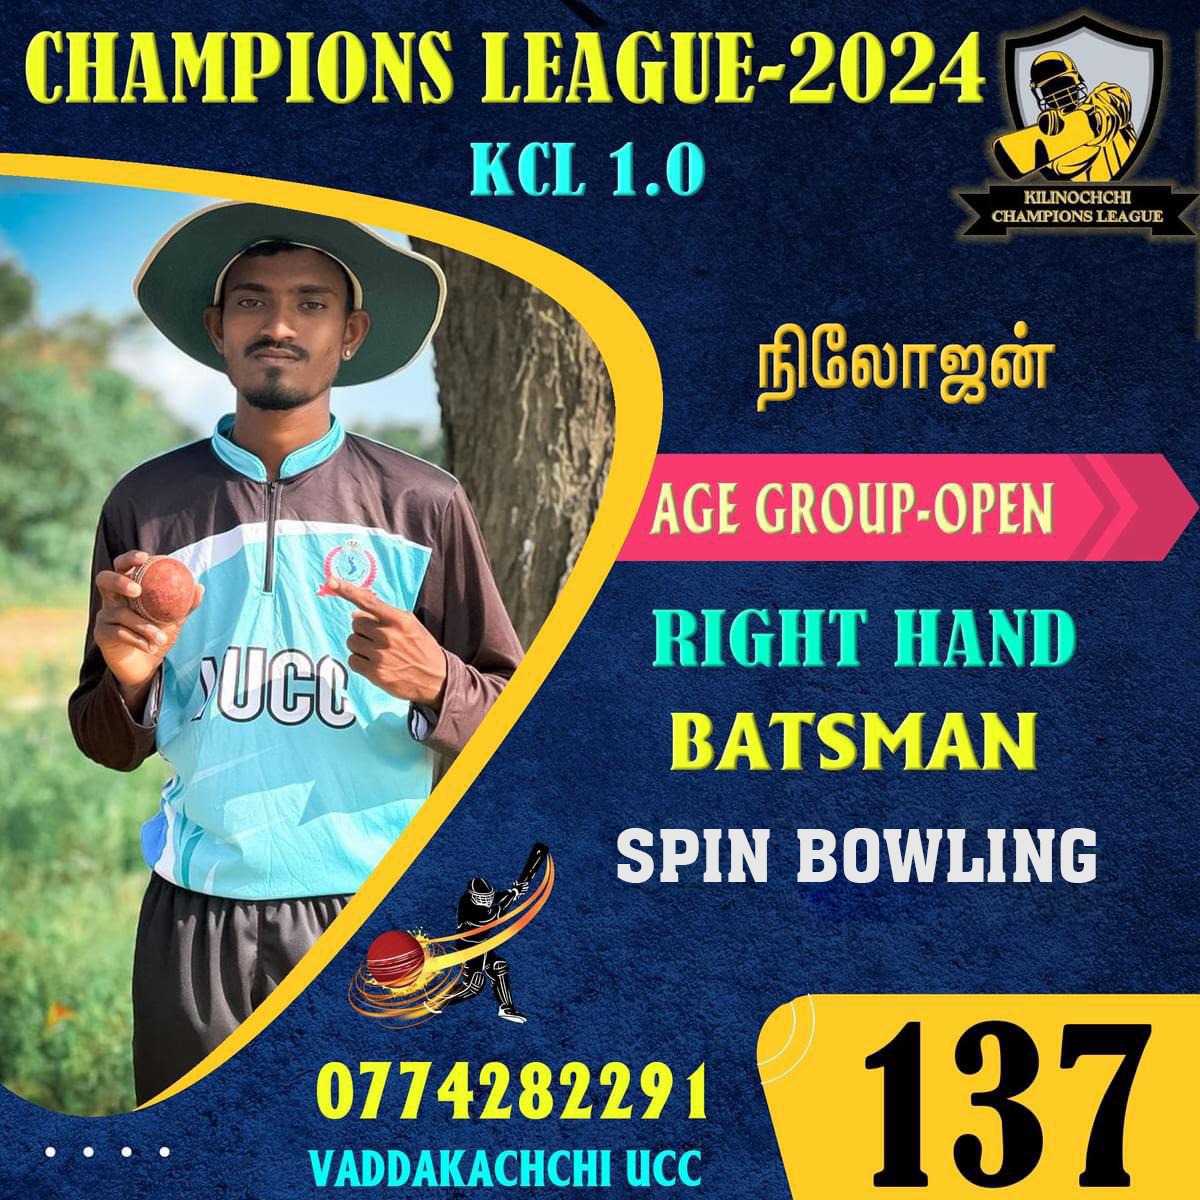 CHAMPIONS LEAGUE-2024
KCL 1.0
KILINOCHCHI
CHAMPIONS LEAGUE
நிலோஜன்
AGE GROUP-OPEN
RIGHT HAND
BATSMAN
SPIN BOWLING
UCC
0774282291
VADDAKACHCHI UCC
137